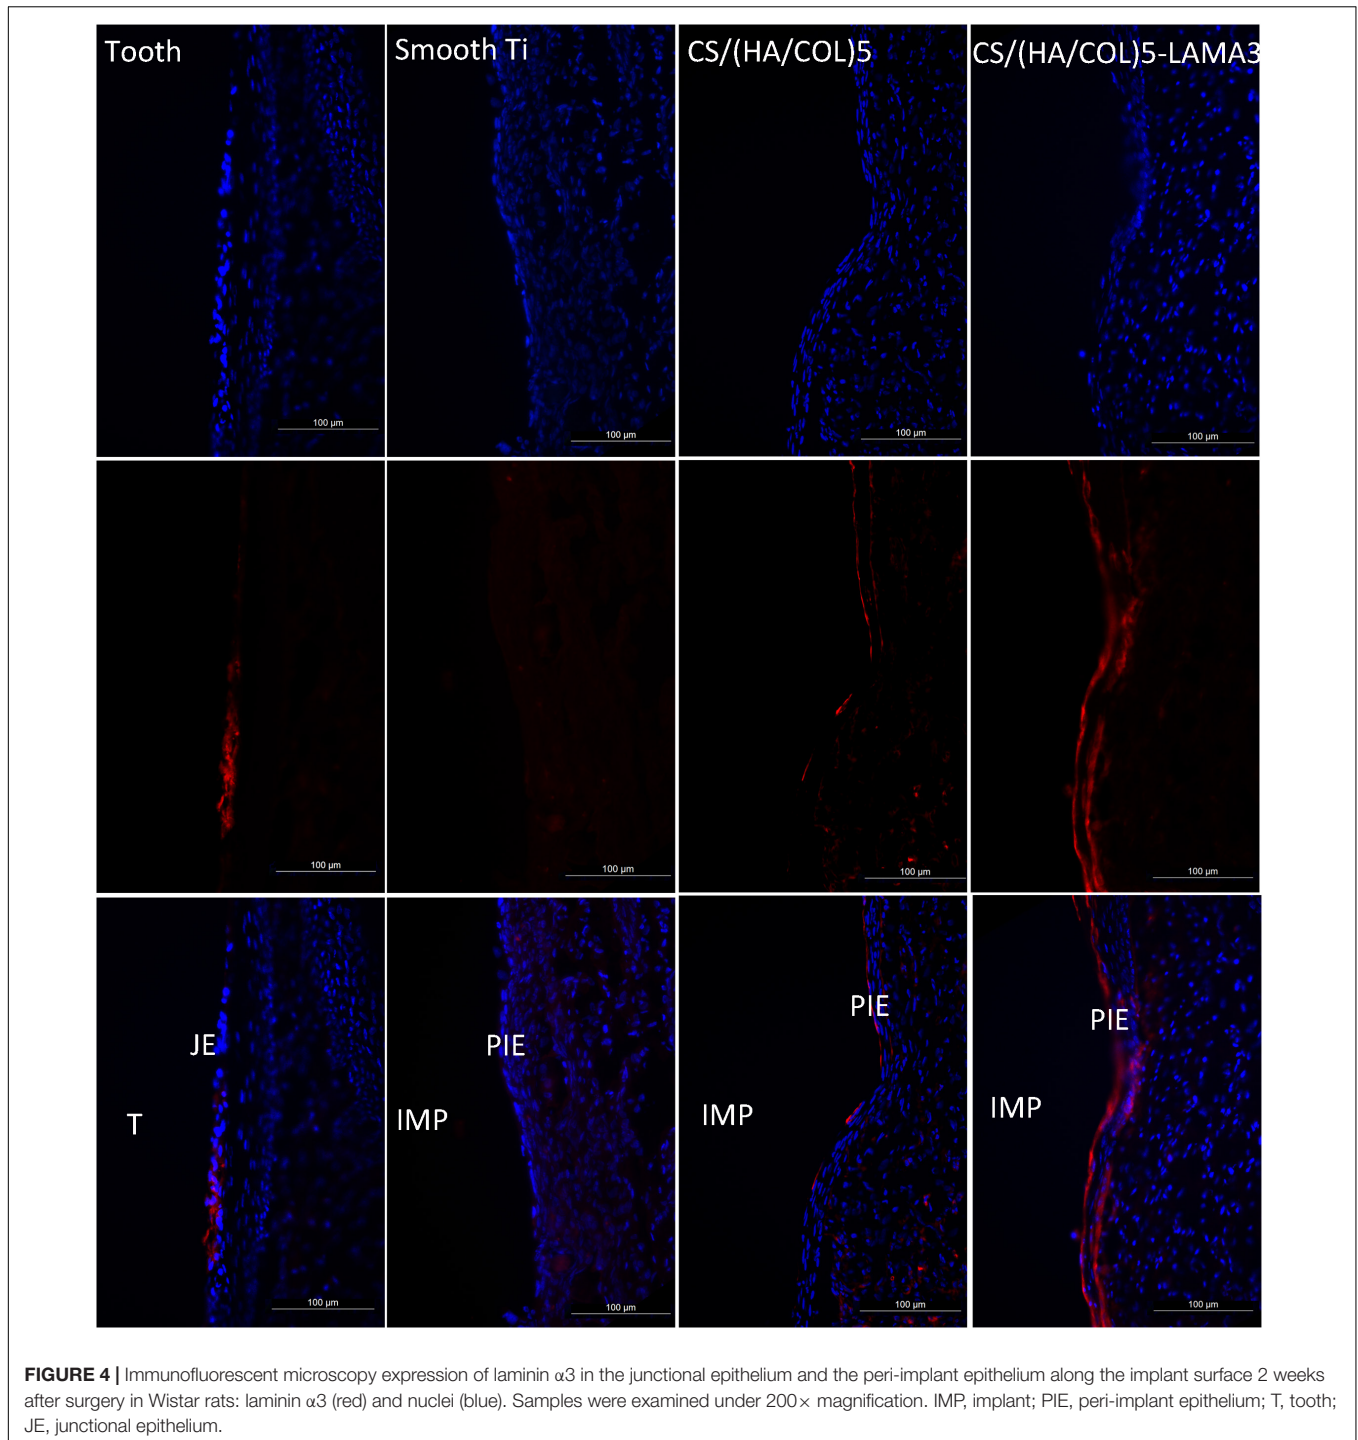 Tooth
Smooth Ti
CS/(HA/COL)5
CS/(HA/COL)5-LAMA3
100 µm
100 µm
100 µm
100 µm
100 µm
100 µm
100 µm
100 µm
JE
PIE
PIE
PIE
T
IMP
IMP
IMP
100 µm
100 µm
100 µm
100 µm
FIGURE 4 | Immunofluorescent microscopy expression of laminin α3 in the junctional epithelium and the peri-implant epithelium along the implant surface 2 weeks
after surgery in Wistar rats: laminin α3 (red) and nuclei (blue). Samples were examined under 200× magnification. IMP, implant; PIE, peri-implant epithelium; T, tooth;
JE, junctional epithelium.